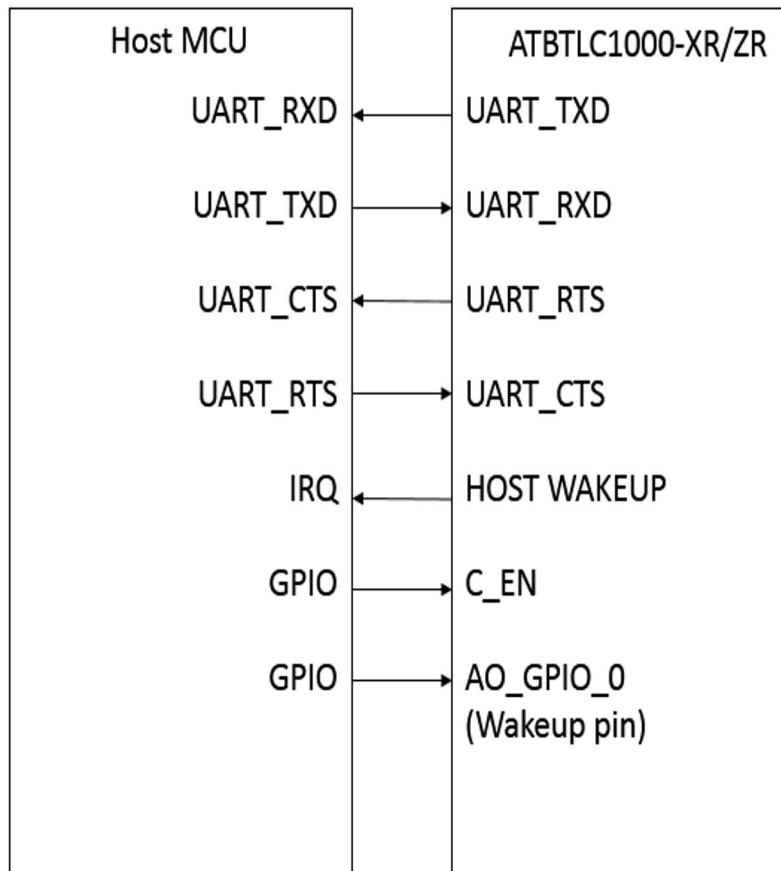 Host MCU
ATBTLC1000-XR/ZR
UART_RXD
UART_TXD
UART_TXD
UART_RXD
UART_CTS
UART_RTS
UART_RTS
UART_CTS
IRQ
HOST WAKEUP
GPIO
C_EN
GPIO
AO_GPIO_0
(Wakeup pin)